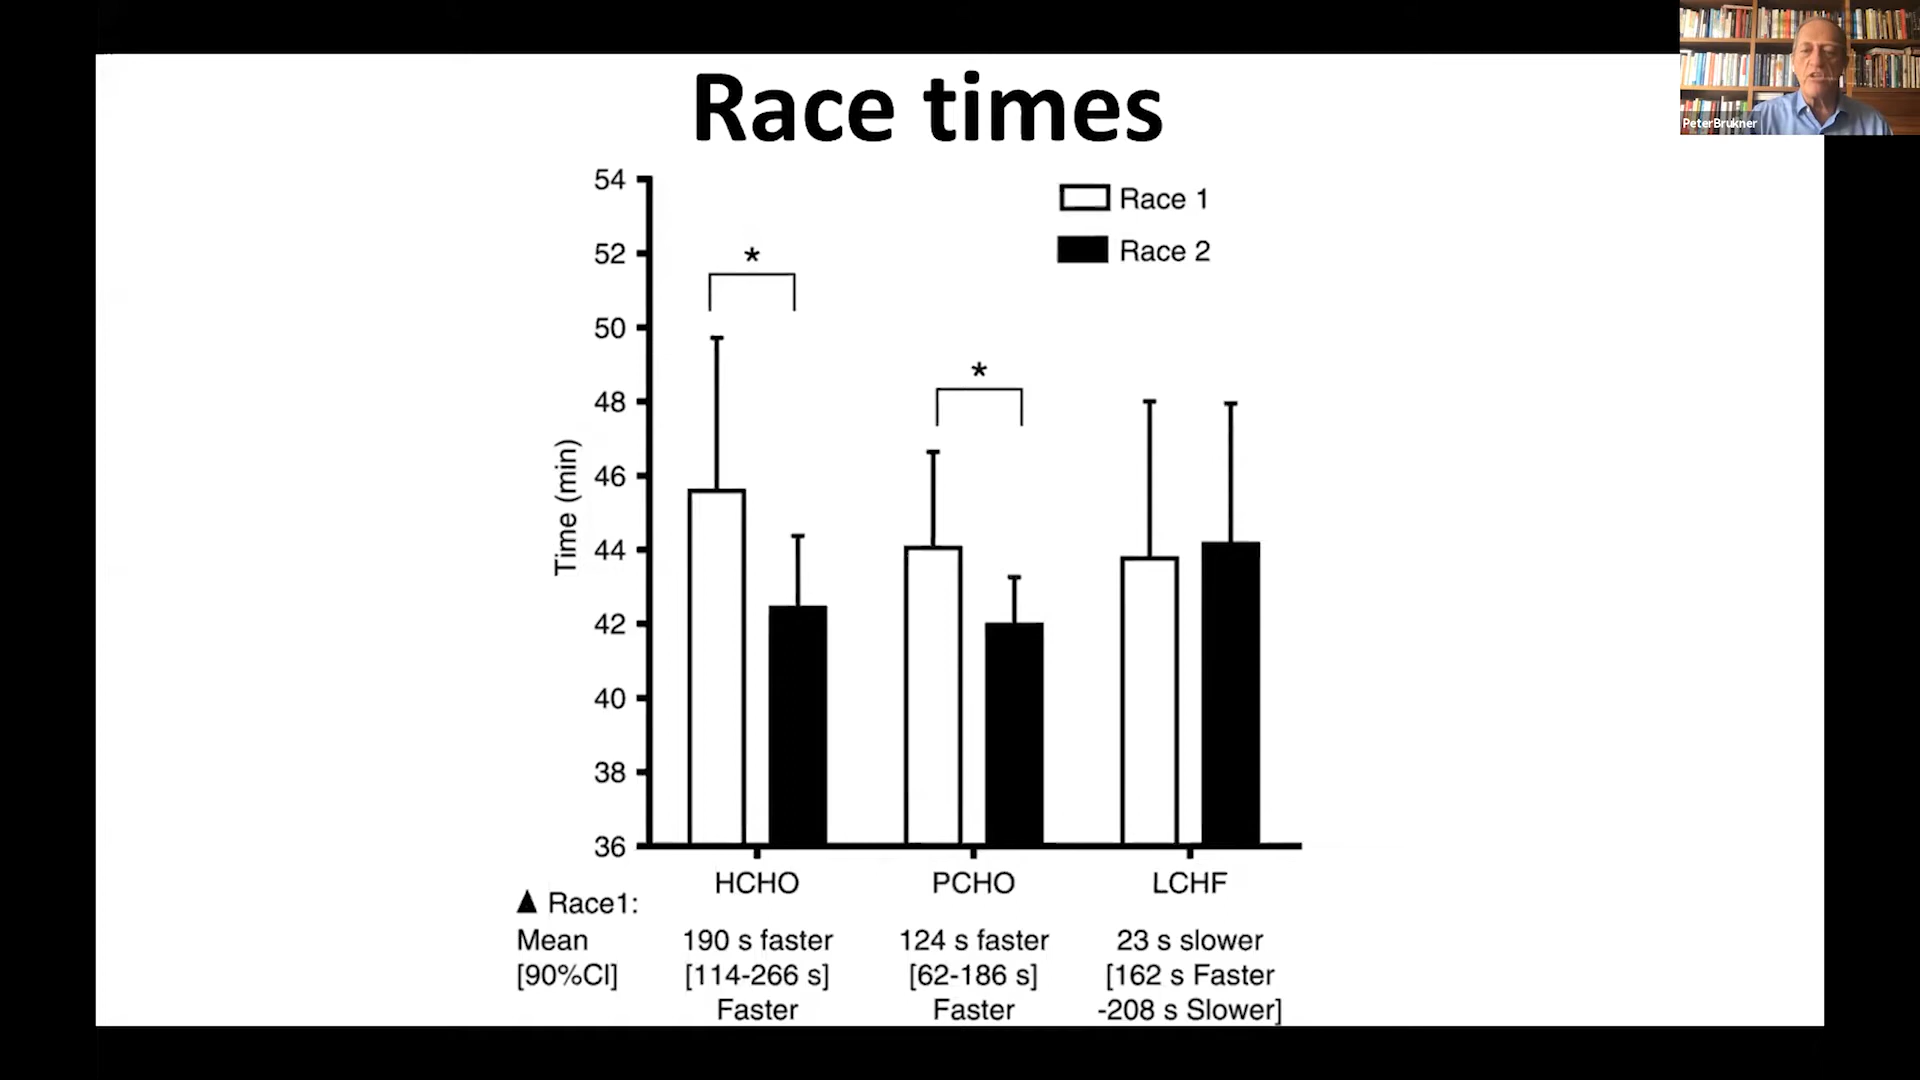 Race times
PeterBrukner
54
52
50
48
46
44
42
40
38
36
Time (min)
Race 1
Race 2
*
*
HCHO PCHO LCHF
▲ Race1:
Mean 190 s faster 124 s faster 23 s slower
[90%CI] [114-266 s] [62-186 s] [162 s Faster
Faster Faster -208 s Slower]